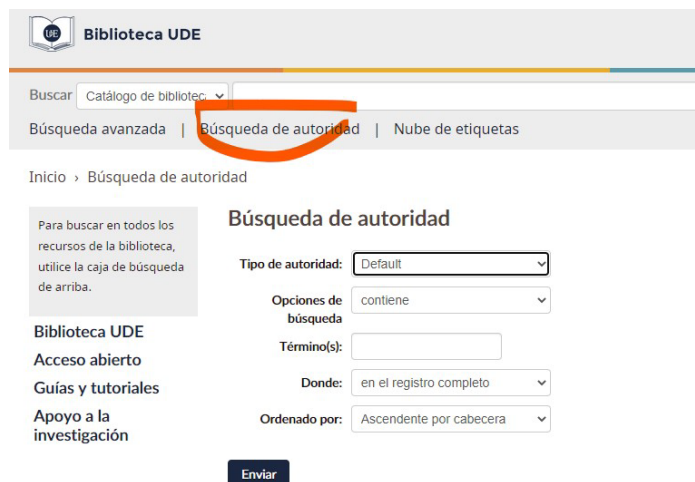 UE
Biblioteca UDE
Buscar Catálogo de bibliotec
Búsqueda avanzada | Búsqueda de autoridad | Nube de etiquetas
Inicio › Búsqueda de autoridad
Para buscar en todos los
recursos de la biblioteca,
utilice la caja de búsqueda
de arriba.
Biblioteca UDE
Acceso abierto
Guías y tutoriales
Apoyo a la
investigación
Búsqueda de autoridad
Tipo de autoridad: Default
Opciones de
búsqueda
contiene
Término(s):
Donde: en el registro completo
Ordenado por: Ascendente por cabecera
Enviar